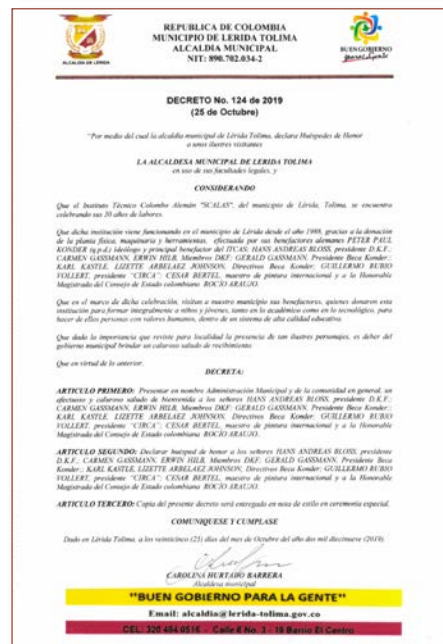 REPUBLICA DE COLOMBIA
MUNICIPIO DE LERIDA TOLIMA
ALCALDIA MUNICIPAL
NIT: 890.702.034-2
ALCALDIA DE LERIDA
BUEN GOBIERNO
para la gente
DECRETO No. 124 de 2019
(25 de Octubre)
"Por medio del cual la alcaldía municipal de Lérida Tolima, declara Huéspedes de Honor
a unos ilustres visitantes
LA ALCALDESA MUNICIPAL DE LERIDA TOLIMA
en uso de sus facultades legales, y
CONSIDERANDO
Que el Instituto Técnico Colombo Alemán "SCALAS", del municipio de Lérida, Tolima, se encuentra
celebrando sus 30 años de labores.
Que dicha institución viene funcionando en el municipio de Lérida desde el año 1989, gracias a la donación
de la planta física, maquinaria y herramientas, efectuada por sus benefactores alemanes PETER PAUL
KONDER (q.p.d.) ideólogo y principal benefactor del ITCAS; HANS ANDREAS BLOSS, presidente D.K.F.;
CARMEN GASSMANN, ERWIN HILB, Miembros DKF; GERALD GASSMANN, Presidente Beca Konder;
KARL KASTLE, LIZETTE ARBELAEZ JOHNSON, Directivos Beca Konder; GUILLERMO RUBIO
VOLLERT, presidente "CIRCA"; CESAR BERTEL, maestro de pintura internacional y a la Honorable
Magistrada del Consejo de Estado colombiana ROCÍO ARAUJO.
Que en el marco de dicha celebración, visitan a nuestro municipio sus benefactores, quienes donaron esta
institución para formar integralmente a niños y jóvenes, tanto en lo académico como en lo tecnológico, para
hacer de ellos personas con valores humanos, dentro de un sistema de alta calidad educativa.
Que dada la importancia que reviste para localidad la presencia de tan ilustres personajes, es deber del
gobierno municipal brindar un caluroso saludo de recibimiento.
Que en virtud de lo anterior,
DECRETA:
ARTICULO PRIMERO: Presentar en nombre Administración Municipal y de la comunidad en general, un
afectuoso y caluroso saludo de bienvenida a los señores HANS ANDREAS BLOSS, presidente D.K.F.;
CARMEN GASSMANN, ERWIN HILB, Miembros DKF; GERALD GASSMANN, Presidente Beca Konder;
KARL KASTLE, LIZETTE ARBELAEZ JOHNSON, Directivos Beca Konder; GUILLERMO RUBIO
VOLLERT, presidente "CIRCA"; CESAR BERTEL, maestro de pintura internacional y a la Honorable
Magistrada del Consejo de Estado colombiana ROCÍO ARAUJO.
ARTICULO SEGUNDO: Declarar huésped de honor a los señores HANS ANDREAS BLOSS, presidente
D.K.F.; CARMEN GASSMANN, ERWIN HILB, Miembros DKF; GERALD GASSMANN, Presidente Beca
Konder; KARL KASTLE, LIZETTE ARBELAEZ JOHNSON, Directivos Beca Konder; GUILLERMO RUBIO
VOLLERT, presidente "CIRCA"; CESAR BERTEL, maestro de pintura internacional y a la Honorable
Magistrada del Consejo de Estado colombiana ROCÍO ARAUJO.
ARTICULO TERCERO: Copia del presente decreto será entregado en nota de estilo en ceremonia especial.
COMUNIQUESE Y CUMPLASE
Dado en Lérida Tolima, a los veinticinco (25) días del mes de Octubre del año dos mil diecinueve (2019).
CAROLINA HURTADO BARRERA
Alcaldesa municipal
"BUEN GOBIERNO PARA LA GENTE"
Email: alcaldia@lerida-tolima.gov.co
CEL: 320 494 0516 - Calle 8 No. 3 - 19 Barrio El Centro